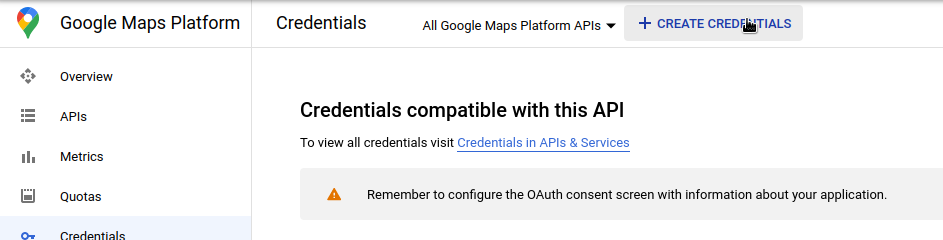 Google Maps Platform
Credentials
All Google Maps Platform APIs
+ CREATE CREDENTIALS
Overview
APIs
Metrics
Quotas
Credentials
Credentials compatible with this API
To view all credentials visit Credentials in APIs & Services
Remember to configure the OAuth consent screen with information about your application.